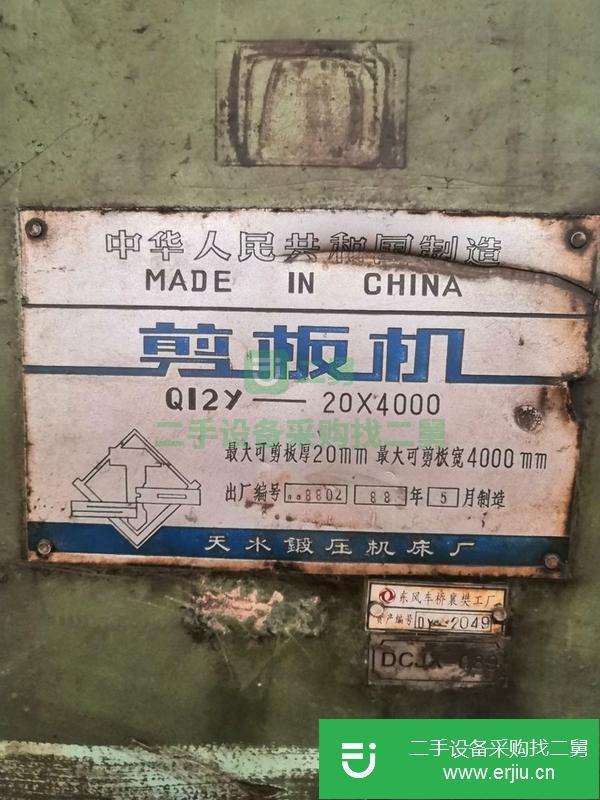 中华人民共和国制造
MADE IN CHINA
剪板机
二手设备采购找二舅
Q12Y — 20X4000
最大可剪板厚20mm 最大可剪板宽4000mm
出厂编号 8802 88 年 5 月制造
天水锻压机床厂
东风车桥襄樊工厂
资产编号 2049
DCJX
二手设备采购找二舅
www.erjiu.cn